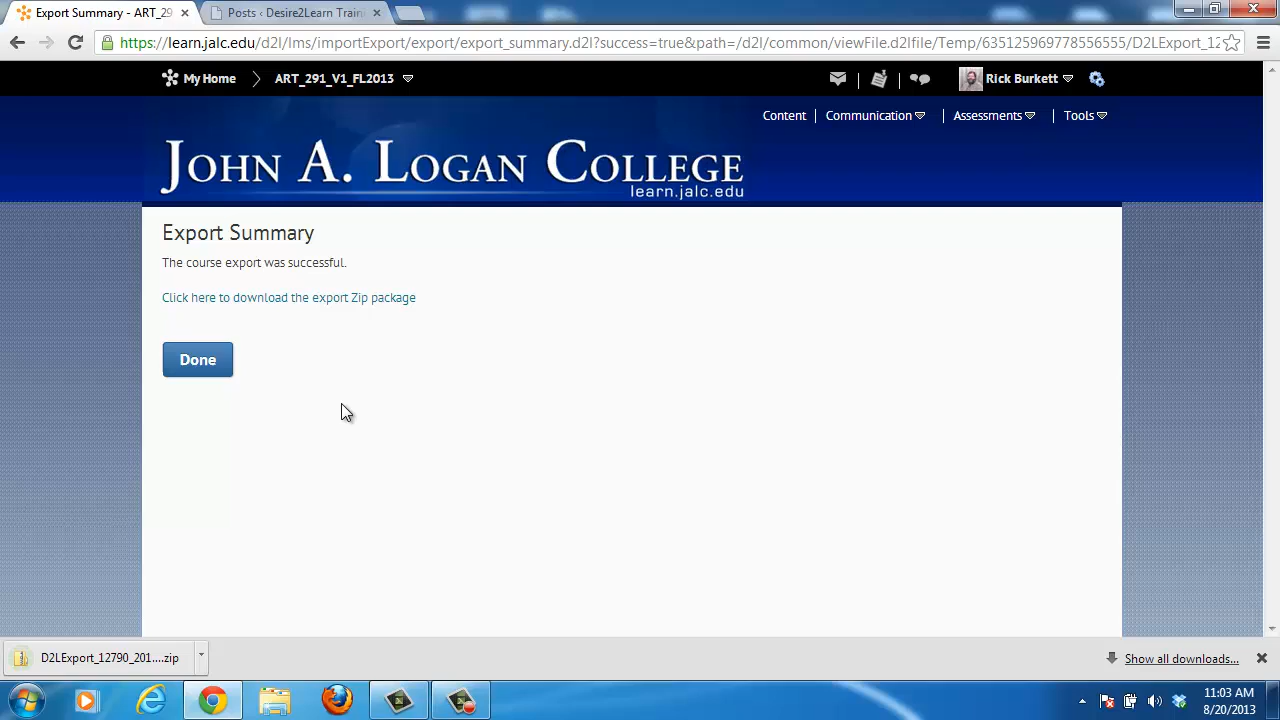 Export Summary - ART_29
Posts ‹ Desire2Learn Traini
https://learn.jalc.edu/d2l/lms/importExport/export/export_summary.d2l?success=true&path=/d2l/common/viewFile.d2lfile/Temp/635125969778556555/D2LExport_12
My Home
ART_291_V1_FL2013
Rick Burkett
Content
Communication
Assessments
Tools
JOHN A. LOGAN COLLEGE
learn.jalc.edu
Export Summary
The course export was successful.
Click here to download the export Zip package
Done
D2LExport_12790_201....zip
Show all downloads...
11:03 AM
8/20/2013